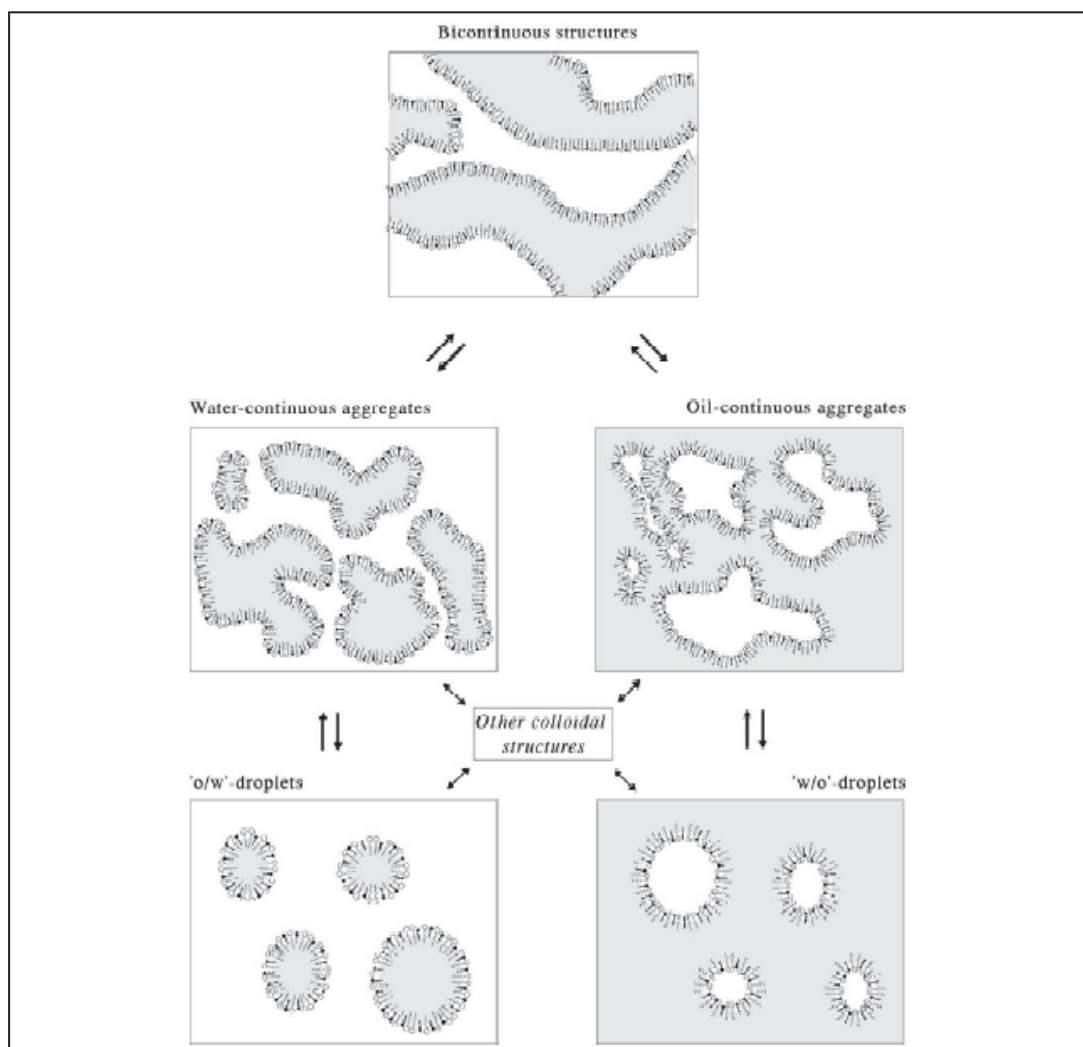 Bicontinuous structures
Water-continuous aggregates
Oil-continuous aggregates
Other colloidal
structures
'o/w'-droplets
'w/o'-droplets